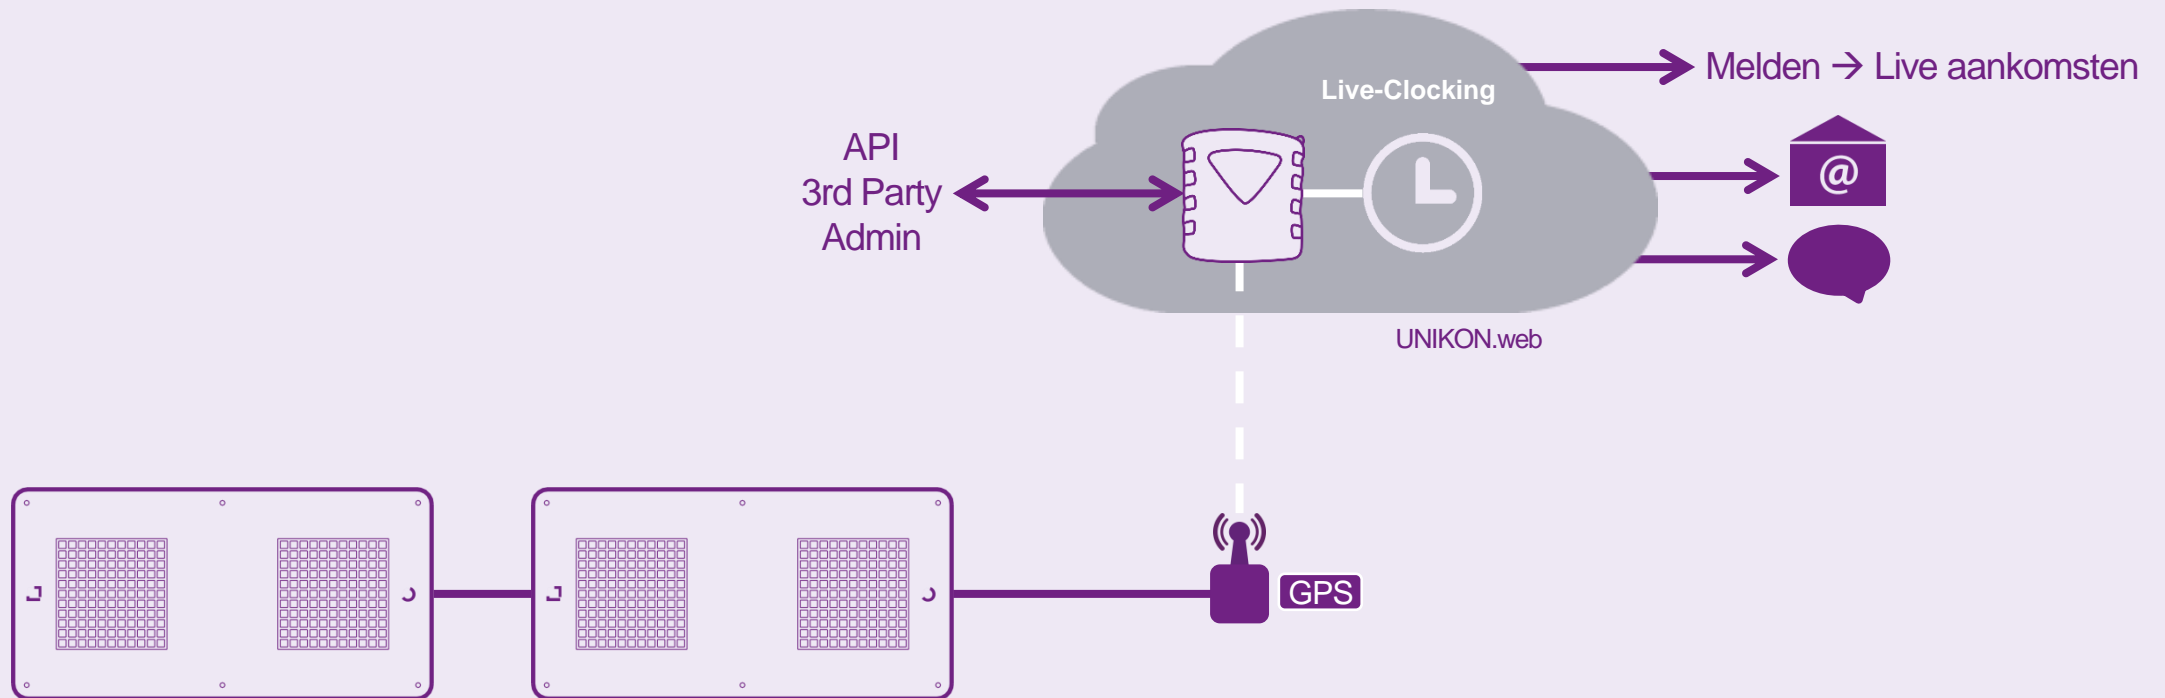 Live-Clocking
Melden → Live aankomsten
API
3rd Party
Admin
@
UNIKON.web
GPS